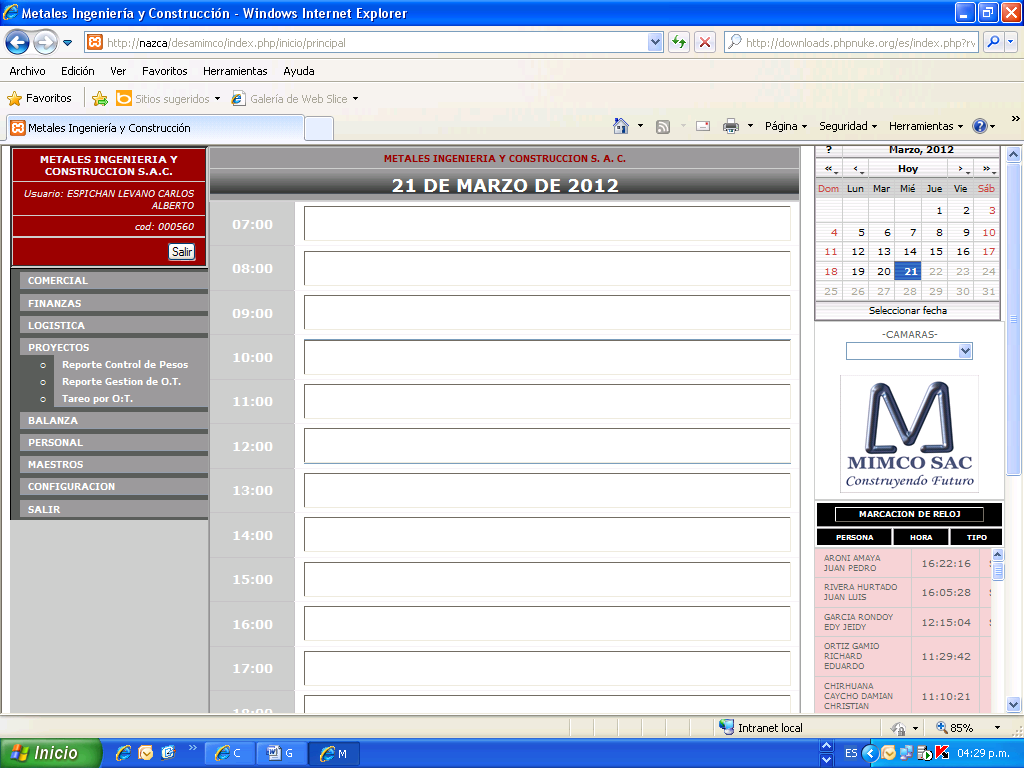 Metales Ingeniería y Construcción - Windows Internet Explorer
http://nazca/desamimco/index.php/inicio/principal
http://downloads.phpnuke.org/es/index.php?rv
Archivo Edición Ver Favoritos Herramientas Ayuda
Favoritos Sitios sugeridos Galería de Web Slice
Metales Ingeniería y Construcción
Página Seguridad Herramientas »
METALES INGENIERIA Y
CONSTRUCCION S.A.C.
Usuario: ESPICHAN LEVANO CARLOS
ALBERTO
cod: 000560
Salir
COMERCIAL
FINANZAS
LOGISTICA
PROYECTOS
Reporte Control de Pesos
Reporte Gestion de O.T.
Tareo por O:T.
BALANZA
PERSONAL
MAESTROS
CONFIGURACION
SALIR
METALES INGENIERIA Y CONSTRUCCION S. A. C.
21 DE MARZO DE 2012
07:00
08:00
09:00
10:00
11:00
12:00
13:00
14:00
15:00
16:00
17:00
18:00
? Marzo, 2012
« ‹ Hoy › »
Dom Lun Mar Mié Jue Vie Sáb
1 2 3
4 5 6 7 8 9 10
11 12 13 14 15 16 17
18 19 20 21 22 23 24
25 26 27 28 29 30 31
Seleccionar fecha
-CAMARAS-
MIMCO SAC
Construyendo Futuro
MARCACION DE RELOJ
PERSONA HORA TIPO
ARONI AMAYA
JUAN PEDRO
16:22:16
RIVERA HURTADO
JUAN LUIS
16:05:28
GARCIA RONDOY
EDY JEIDY
12:15:04
ORTIZ GAMIO
RICHARD
EDUARDO
11:29:42
CHIRHUANA
CAYCHO DAMIAN
CHRISTIAN
11:10:21
Intranet local
85%
Inicio
»
C
G
M
ES
04:29 p.m.